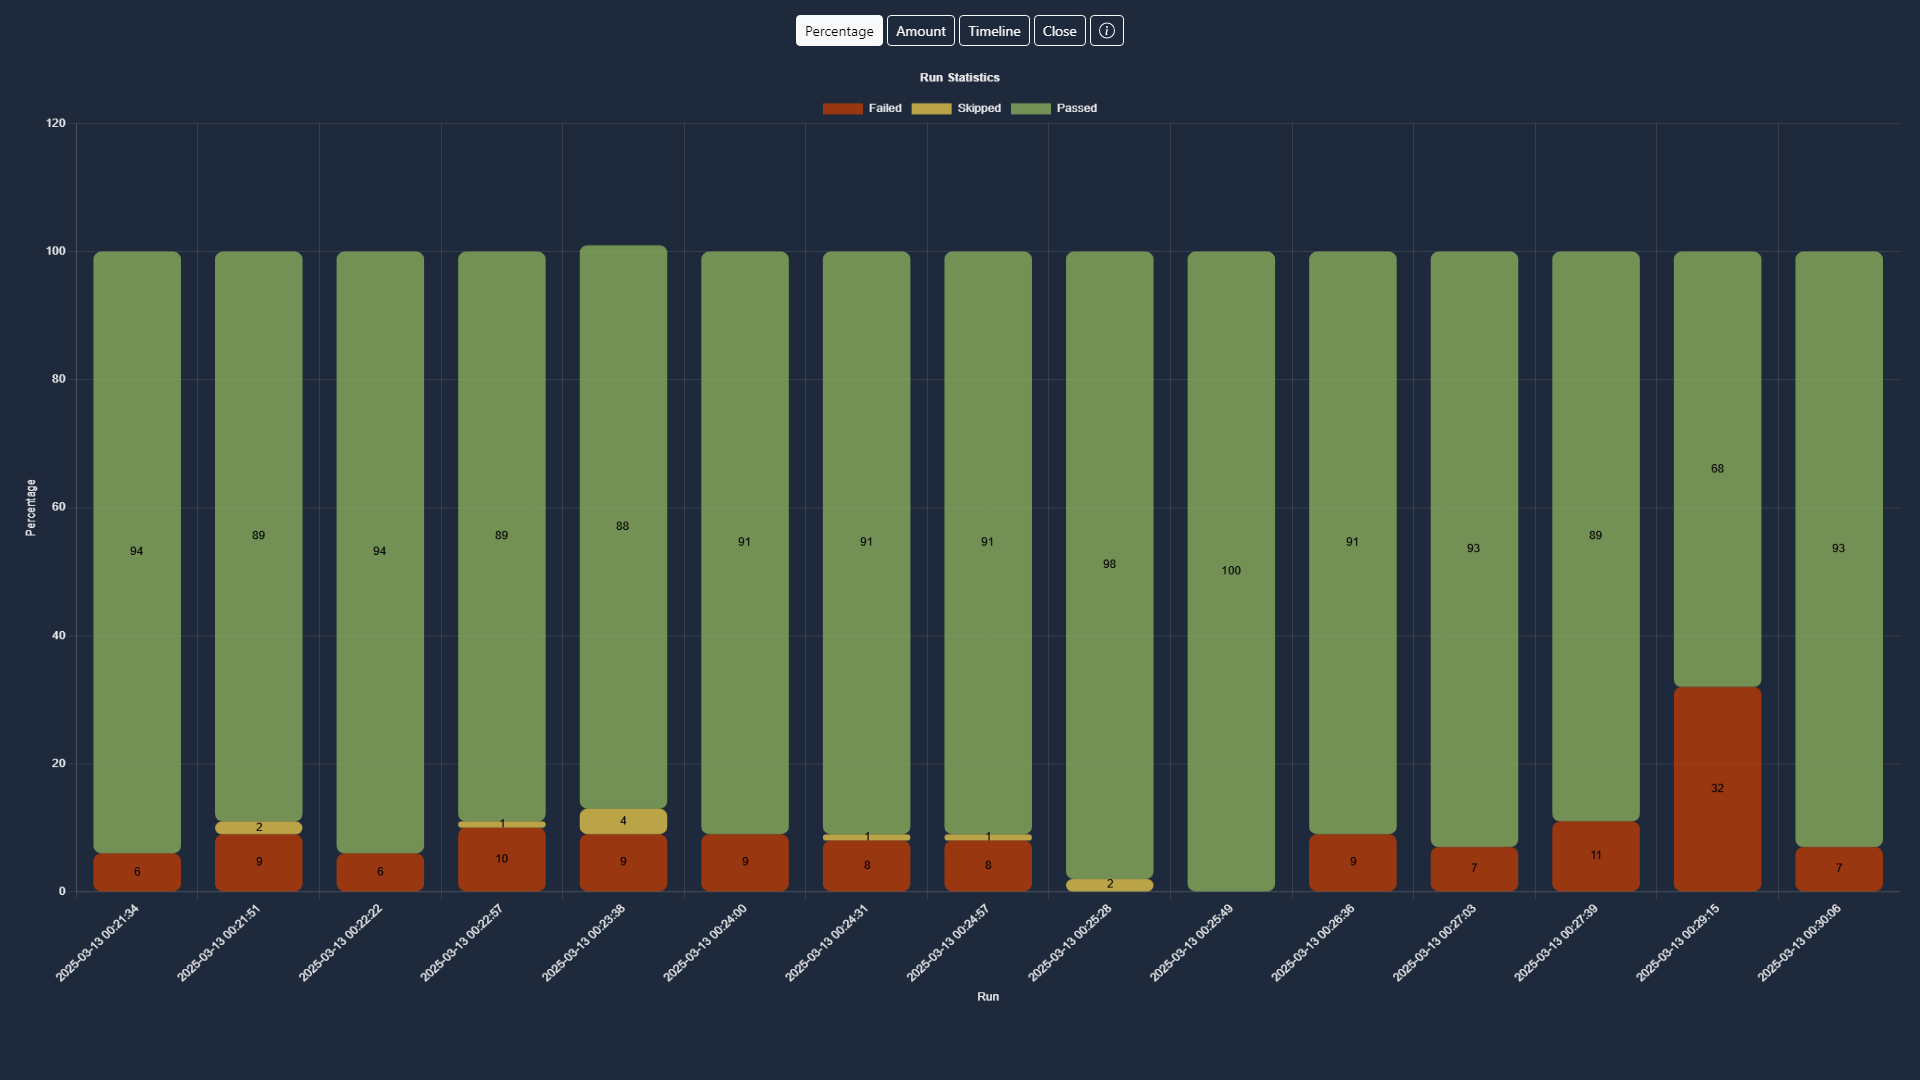 Percentage Amount Timeline Close
Run Statistics
Failed Skipped Passed
120
100
80
60
40
20
0
Percentage
94 89 94 89 88 91 91 91 98 100 91 93 89 68 93
2 1 4 1 1 2
6 9 6 10 9 9 8 8 9 7 11 32 7
2025-03-13 00:21:34
2025-03-13 00:21:51
2025-03-13 00:22:22
2025-03-13 00:22:57
2025-03-13 00:23:38
2025-03-13 00:24:00
2025-03-13 00:24:31
2025-03-13 00:24:57
2025-03-13 00:25:28
2025-03-13 00:25:49
2025-03-13 00:26:36
2025-03-13 00:27:03
2025-03-13 00:27:39
2025-03-13 00:29:15
2025-03-13 00:30:06
Run